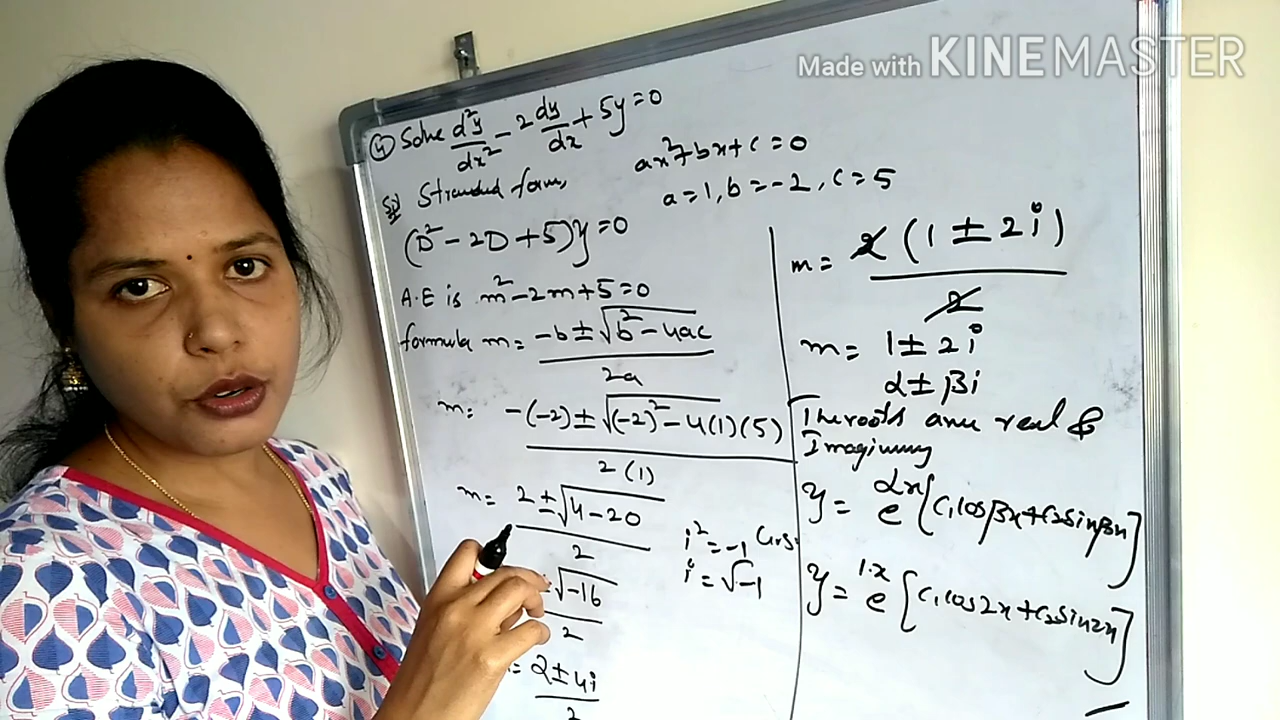 Made with KINEMASTER
④ Solve d²y/dx² - 2 dy/dx + 5y = 0
Sol Standed form,
ax² + bx + c = 0
a = 1, b = -2, c = 5
(D² - 2D + 5)y = 0
A.E is m² - 2m + 5 = 0
formula m = -b ± √b² - 4ac / 2a
m = -(-2) ± √(-2)² - 4(1)(5) / 2(1)
m = 2 ± √4 - 20 / 2
√-16 / 2
= 2 ± 4i / 2
i² = -1
i = √-1
m = 2(1 ± 2i) / 2
m = 1 ± 2i
α ± βi
The roots are real &
Imaginary
y = e^αx [C₁cosβx + C₂sinβx]
y = e^1.x [C₁cos2x + C₂sin2x]